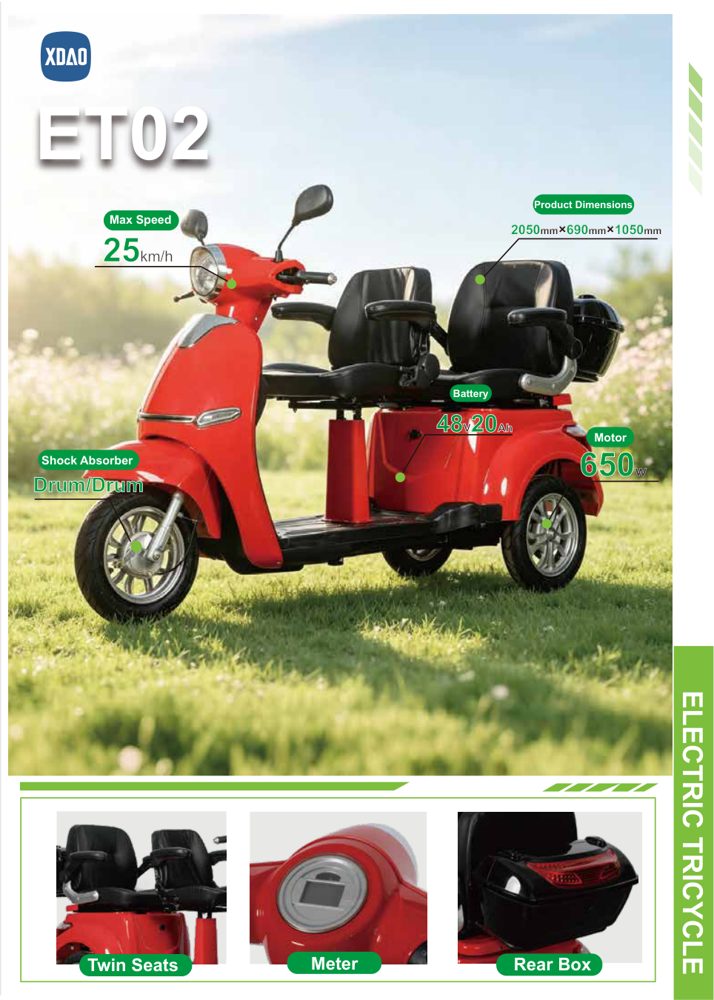 XDAO
ET02
Max Speed
25km/h
Product Dimensions
2050mm×690mm×1050mm
Battery
48V20Ah
Motor
650W
Shock Absorber
Drum/Drum
ELECTRIC TRICYCLE
Twin Seats
Meter
Rear Box